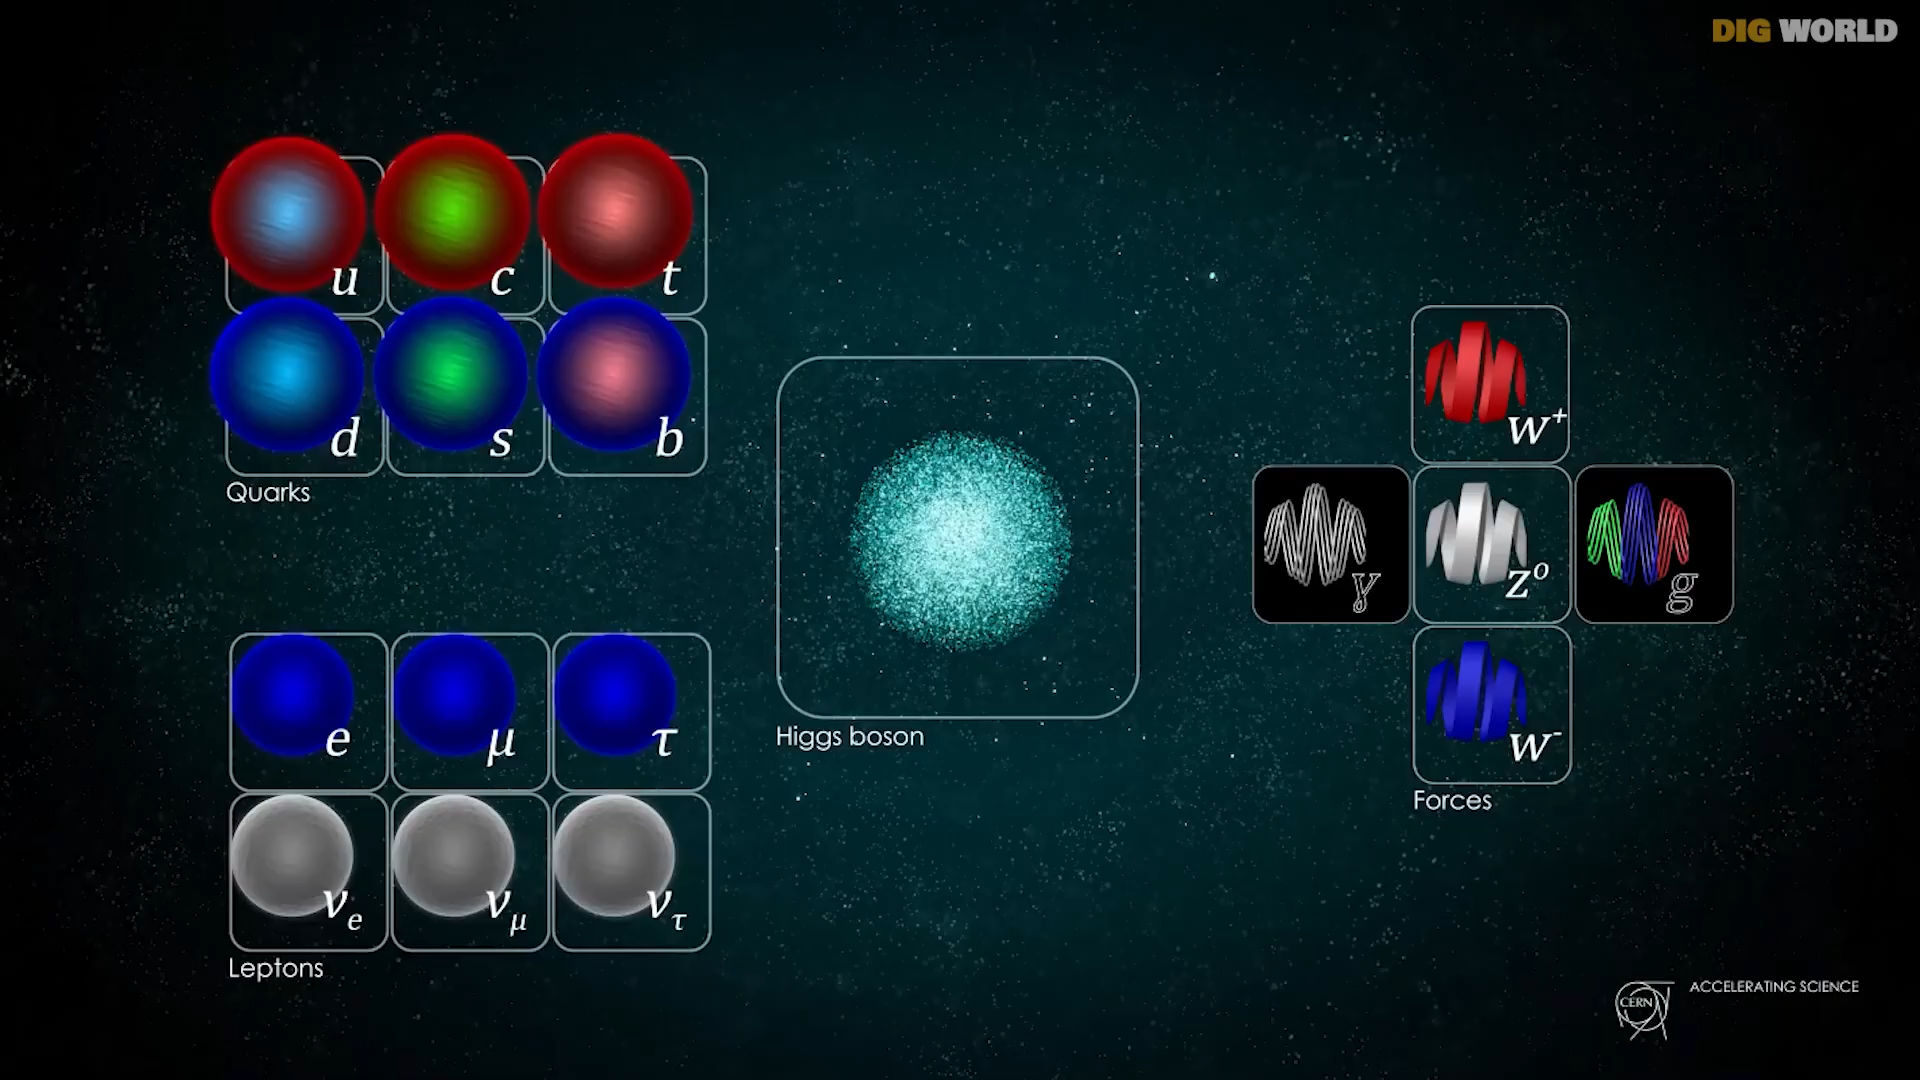 DIG WORLD
u c t
d s b
Quarks
e μ τ
νe νμ ντ
Leptons
Higgs boson
W+
γ Z0 g
W-
Forces
CERN
ACCELERATING SCIENCE